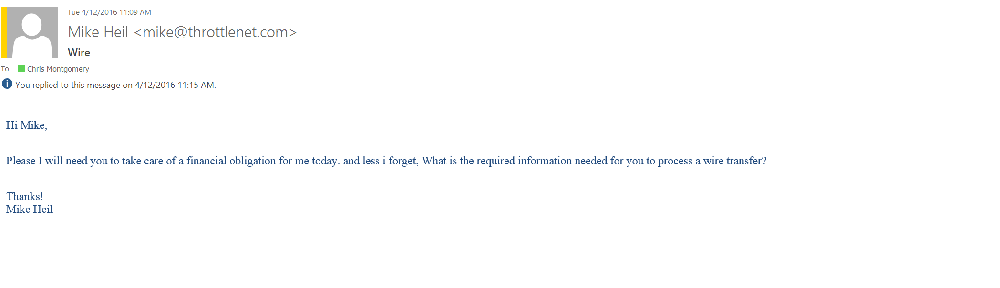 Tue 4/12/2016 11:09 AM
Mike Heil <mike@throttlenet.com>
Wire
To Chris Montgomery
i You replied to this message on 4/12/2016 11:15 AM.
Hi Mike,
Please I will need you to take care of a financial obligation for me today. and less i forget, What is the required information needed for you to process a wire transfer?
Thanks!
Mike Heil